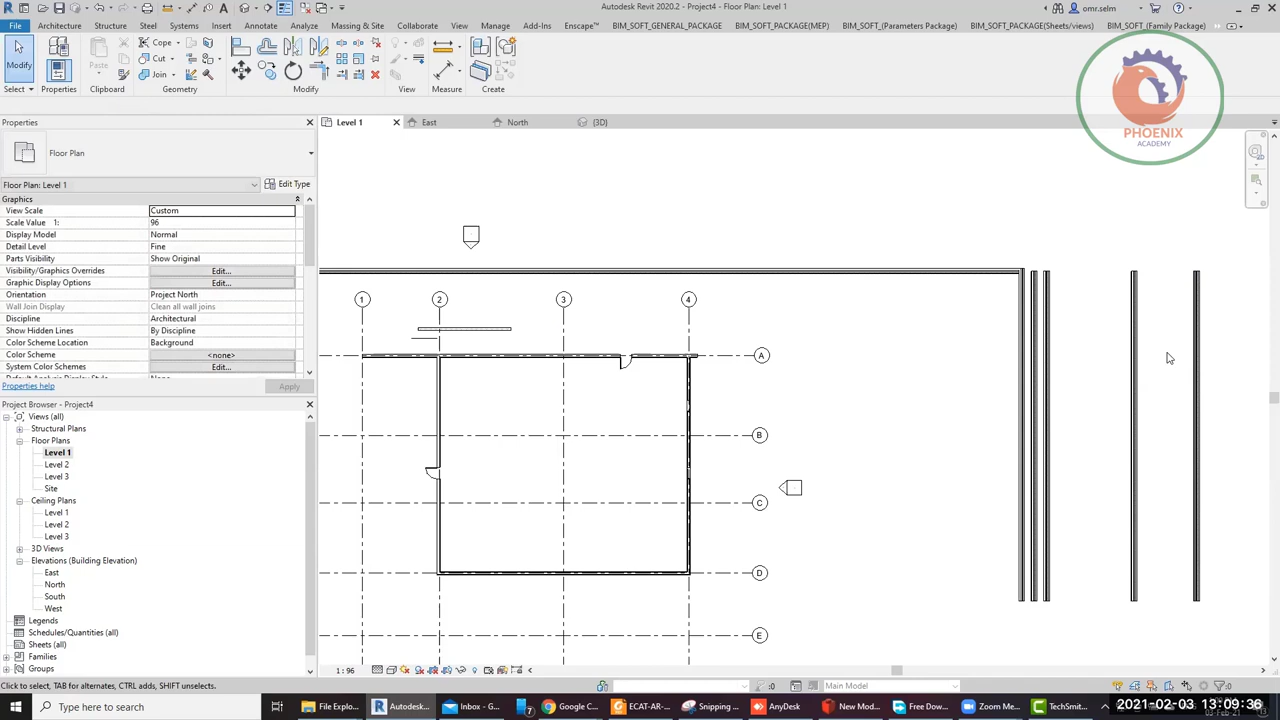 Autodesk Revit 2020.2 - Project4 - Floor Plan: Level 1
omr.selm
File Architecture Structure Steel Systems Insert Annotate Analyze Massing & Site Collaborate View Manage Add-Ins Enscape™ BIM_SOFT_GENERAL_PACKAGE BIM_SOFT_PACKAGE(MEP) BIM_SOFT (Parameters Package) BIM_SOFT_PACKAGE(Sheets/views) BIM_SOFT (Family Package)
Cope
Cut
Join
Modify Paste
Select Properties Clipboard Geometry Modify View Measure Create
PHOENIX
ACADEMY
Properties
Level 1 East North {3D}
Floor Plan
Floor Plan: Level 1 Edit Type
Graphics
View Scale Custom
Scale Value 1: 96
Display Model Normal
Detail Level Fine
Parts Visibility Show Original
Visibility/Graphics Overrides Edit...
Graphic Display Options Edit...
Orientation Project North
Wall Join Display Clean all wall joins
Discipline Architectural
Show Hidden Lines By Discipline
Color Scheme Location Background
Color Scheme <none>
System Color Schemes Edit...
Properties help Apply
Project Browser - Project4
Views (all)
Structural Plans
Floor Plans
Level 1
Level 2
Level 3
Site
Ceiling Plans
Level 1
Level 2
Level 3
3D Views
Elevations (Building Elevation)
East
North
South
West
Legends
Schedules/Quantities (all)
Sheets (all)
Families
Groups
1 2 3 4
A
B
C
D
E
1 : 96
Click to select, TAB for alternates, CTRL adds, SHIFT unselects.
:0 Main Model :0
Type here to search
File Explo... Autodes... Inbox - G... 7 Google C... ECAT-AR-... Snipping ... AnyDesk New Mod... Free Dow... Zoom Me... TechSmit...
2021-02-03 13:09:36